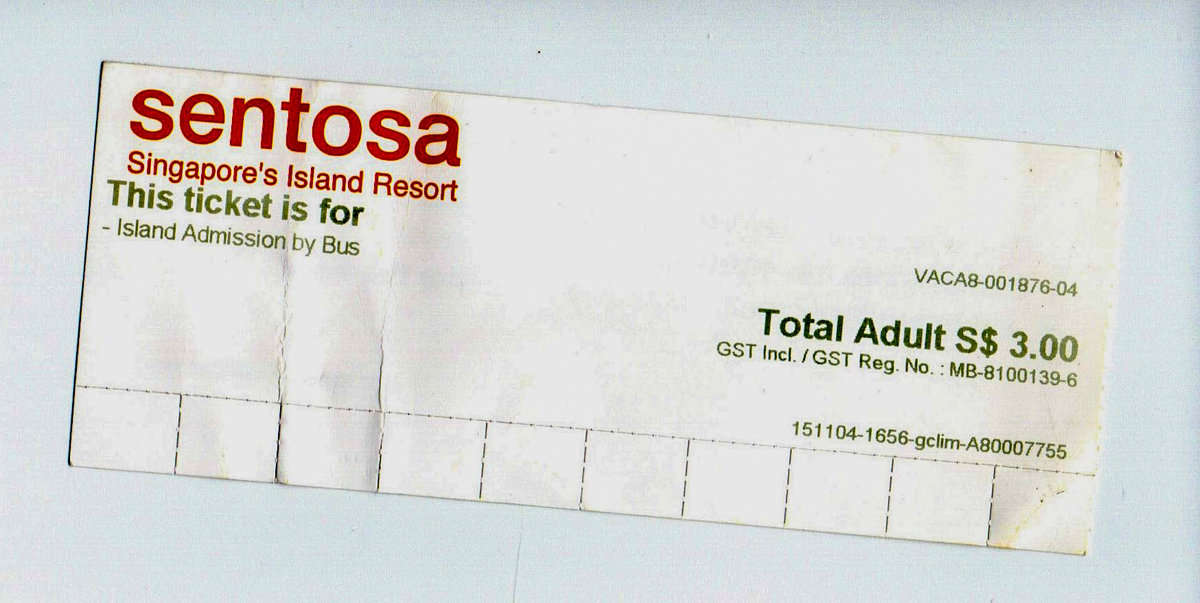 sentosa
Singapore's Island Resort
This ticket is for
- Island Admission by Bus
VACA8-001876-04
Total Adult S$ 3.00
GST Incl. / GST Reg. No. : MB-8100139-6
151104-1656-gclim-A80007755